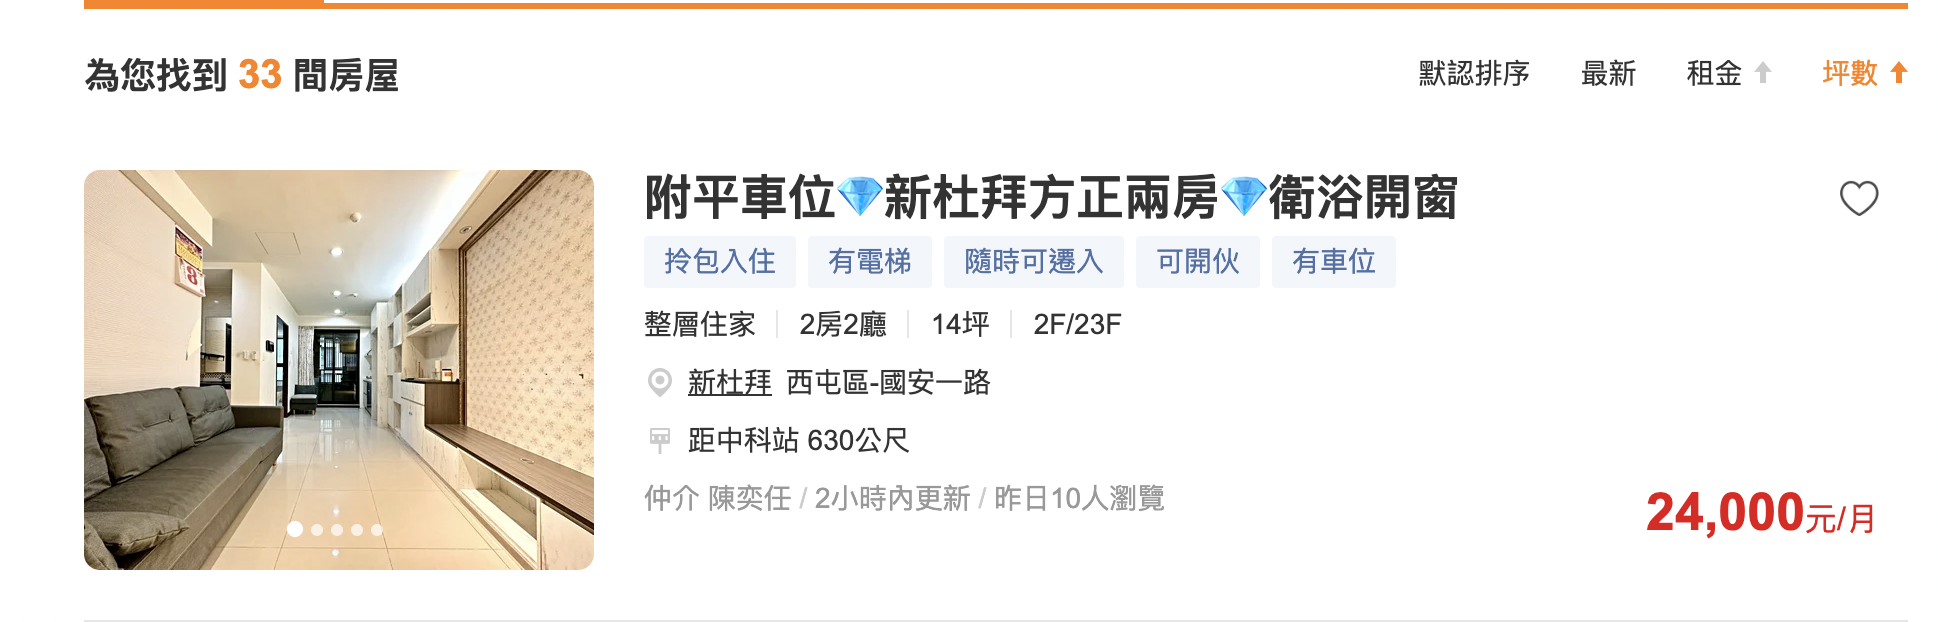 為您找到 33 間房屋
默認排序 最新 租金 坪數
附平車位💎新杜拜方正兩房💎衛浴開窗
拎包入住 有電梯 隨時可遷入 可開伙 有車位
整層住家 2房2廳 14坪 2F/23F
新杜拜 西屯區-國安一路
距中科站 630公尺
仲介 陳奕任 / 2小時內更新 / 昨日10人瀏覽
24,000元/月